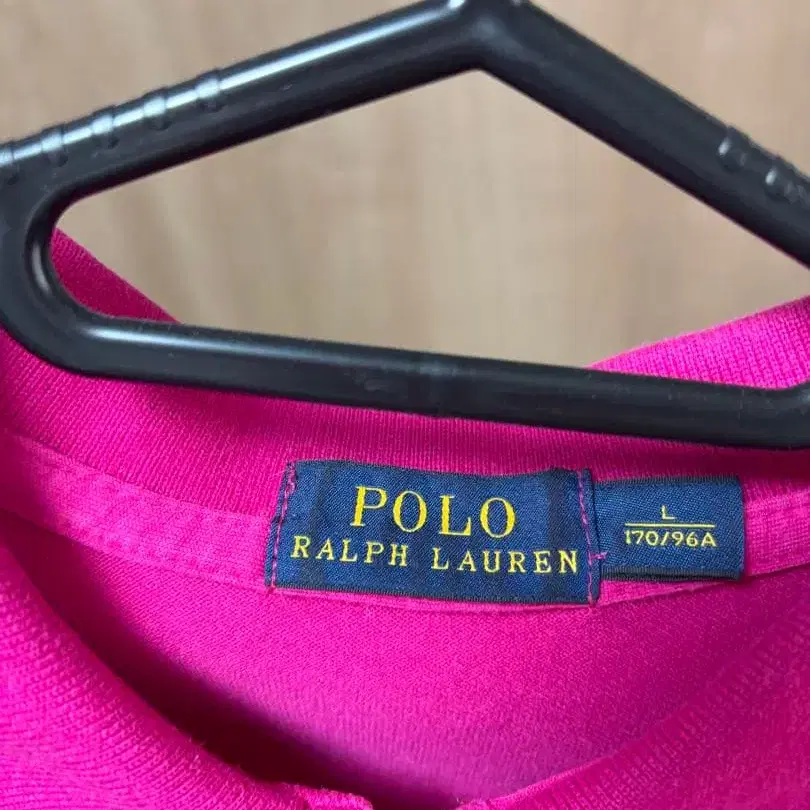 POLO
RALPH LAUREN
L
170/96A